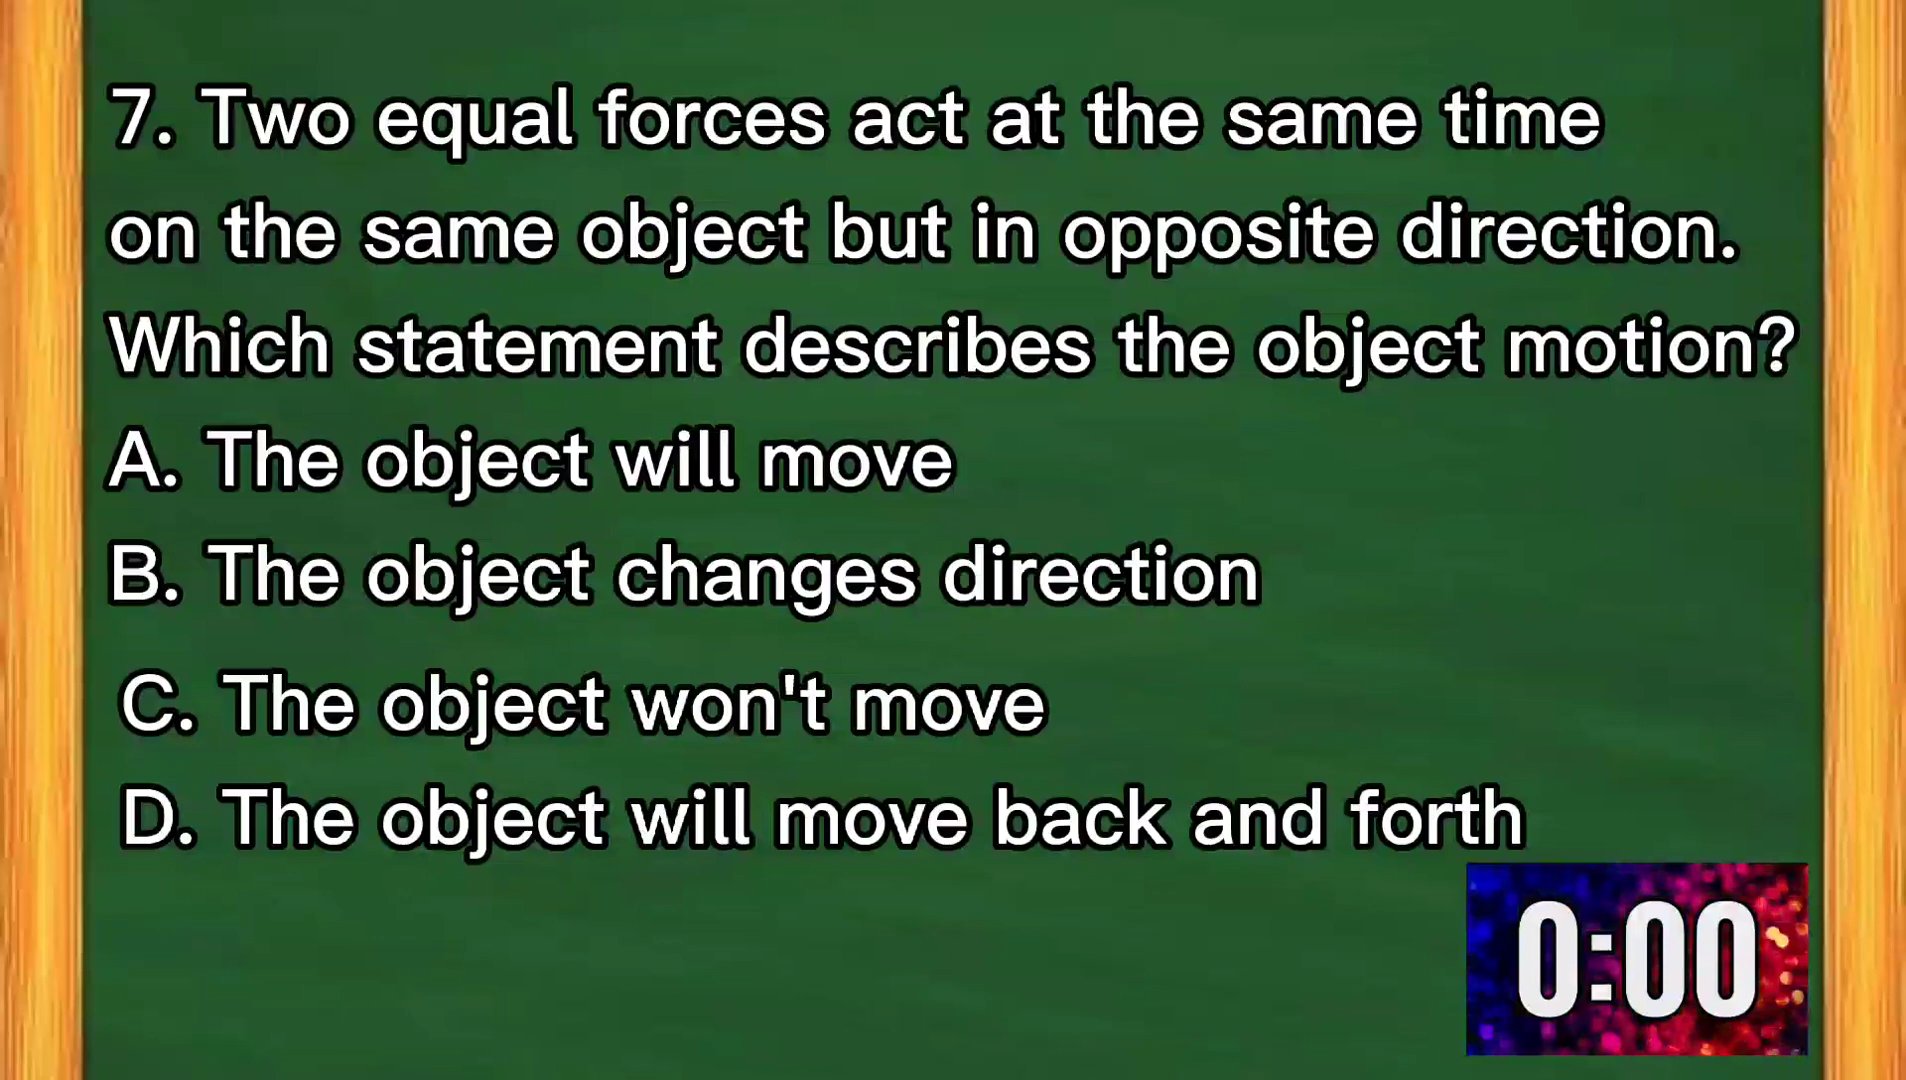 7. Two equal forces act at the same time
on the same object but in opposite direction.
Which statement describes the object motion?
A. The object will move
B. The object changes direction
C. The object won't move
D. The object will move back and forth
0:00